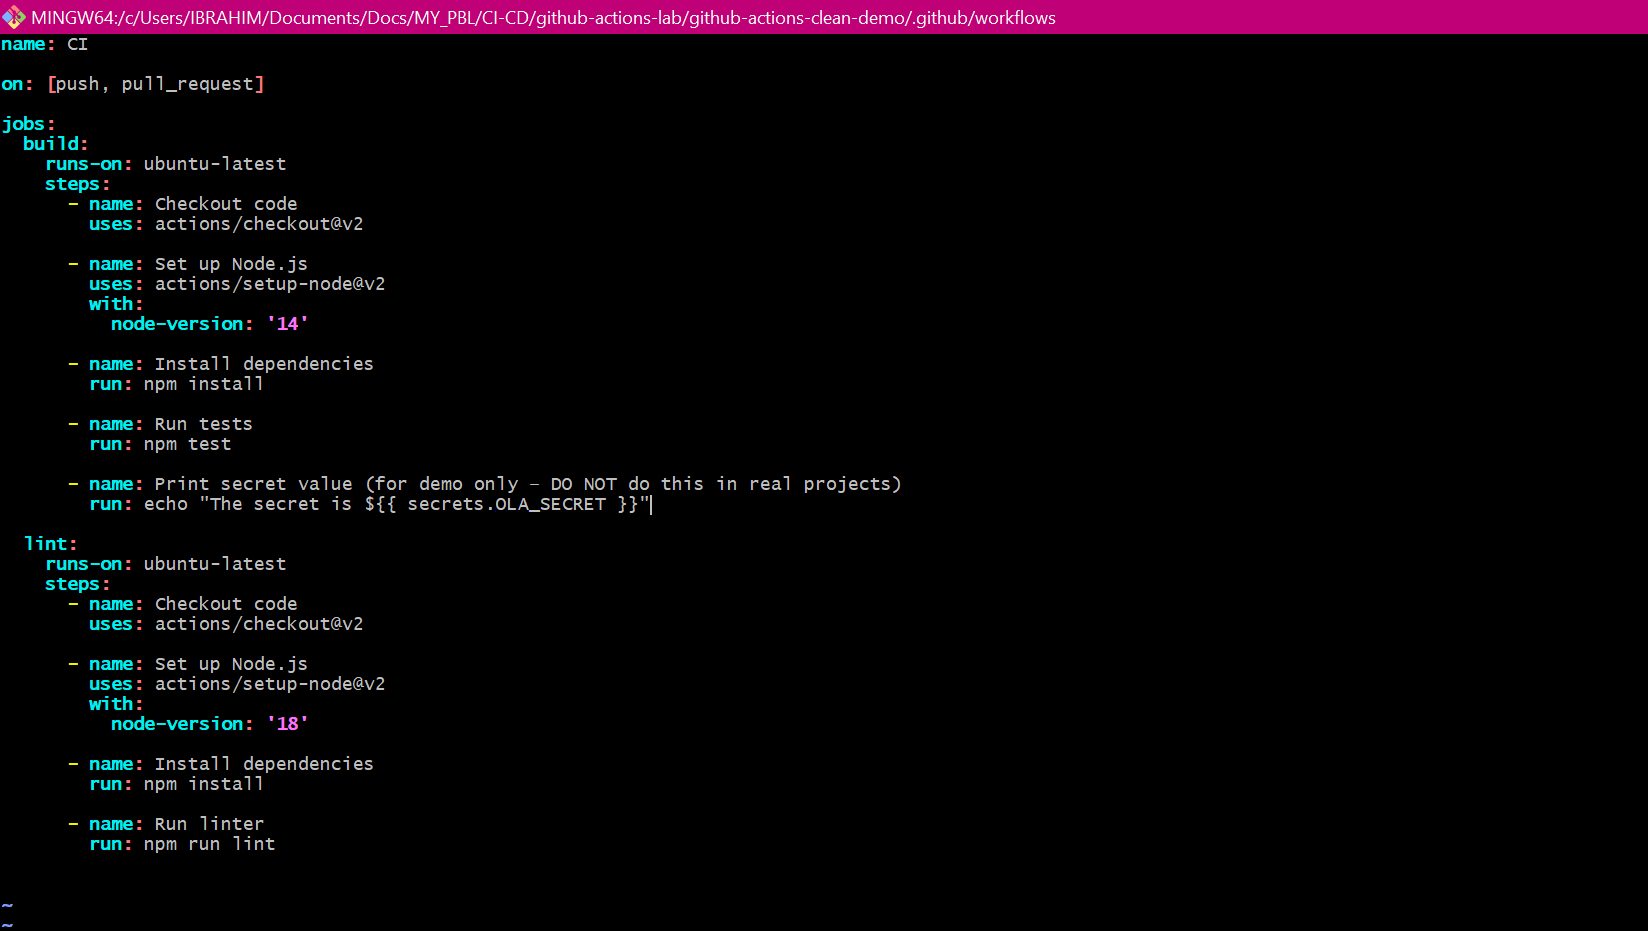 MINGW64:/c/Users/IBRAHIM/Documents/Docs/MY_PBL/CI-CD/github-actions-lab/github-actions-clean-demo/.github/workflows
name: CI
on: [push, pull_request]
jobs:
  build:
    runs-on: ubuntu-latest
    steps:
      - name: Checkout code
        uses: actions/checkout@v2
      - name: Set up Node.js
        uses: actions/setup-node@v2
        with:
          node-version: '14'
      - name: Install dependencies
        run: npm install
      - name: Run tests
        run: npm test
      - name: Print secret value (for demo only – DO NOT do this in real projects)
        run: echo "The secret is ${{ secrets.OLA_SECRET }}"
  lint:
    runs-on: ubuntu-latest
    steps:
      - name: Checkout code
        uses: actions/checkout@v2
      - name: Set up Node.js
        uses: actions/setup-node@v2
        with:
          node-version: '18'
      - name: Install dependencies
        run: npm install
      - name: Run linter
        run: npm run lint
~
~